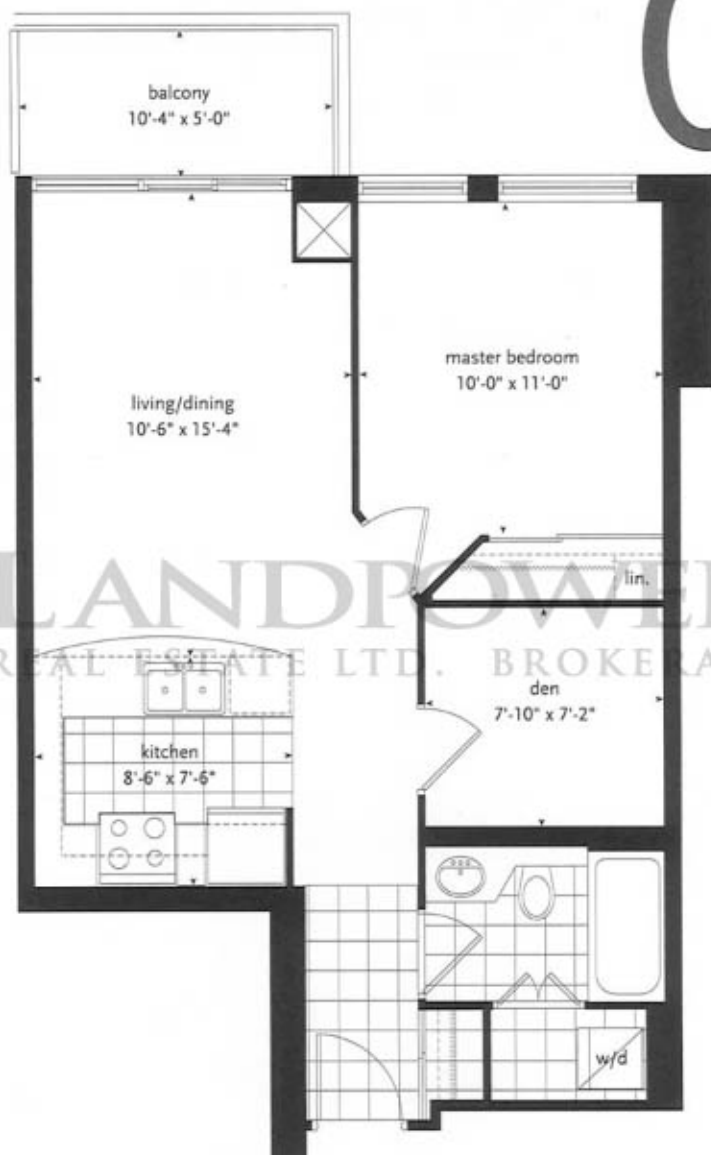 balcony
10'-4" x 5'-0"
master bedroom
10'-0" x 11'-0"
living/dining
10'-6" x 15'-4"
lin.
LANDPOWER
REAL ESTATE LTD. BROKERA
den
7'-10" x 7'-2"
kitchen
8'-6" x 7'-6"
w/d